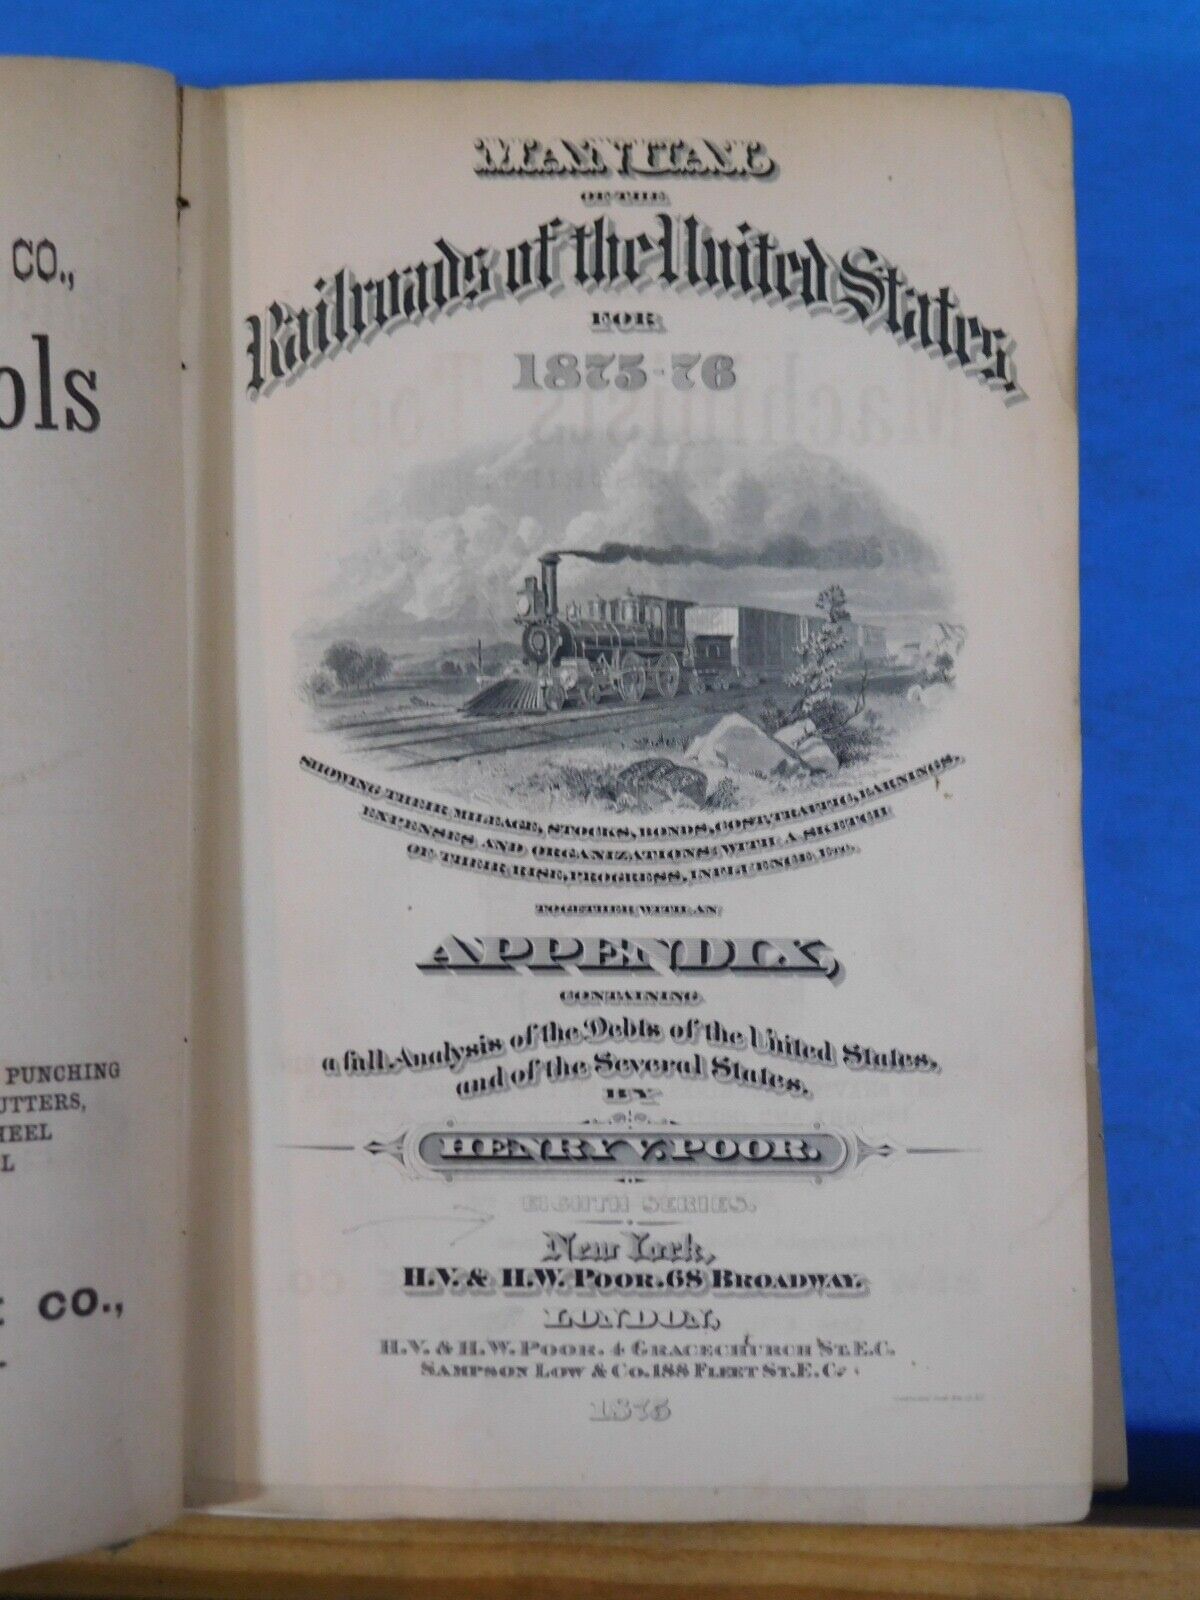 CO.,
ols
PUNCHING
UTTERS,
HEEL
L
CO.,
MANUAL
OF THE
Railroads of the United States,
FOR
1875-76
SHOWING THEIR MILEAGE, STOCKS, BONDS, COST, TRAFFIC, EARNINGS,
EXPENSES AND ORGANIZATIONS: WITH A SKETCH
OF THEIR RISE, PROGRESS, INFLUENCE, ETC.
TOGETHER WITH AN
APPENDIX,
CONTAINING
a full Analysis of the Debts of the United States,
and of the Several States.
BY
HENRY V. POOR.
EIGHTH SERIES.
New York,
H.V. & H.W. POOR. 68 BROADWAY.
LONDON,
H.V. & H.W. POOR. 4 GRACECHURCH ST. E.C.
SAMPSON LOW & CO. 188 FLEET ST. E.C.